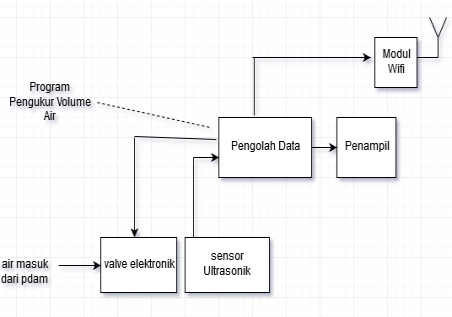 Modul
Wifi
Program
Pengukur Volume
Air
Pengolah Data
Penampil
air masuk
dari pdam
valve elektronik
sensor
Ultrasonik